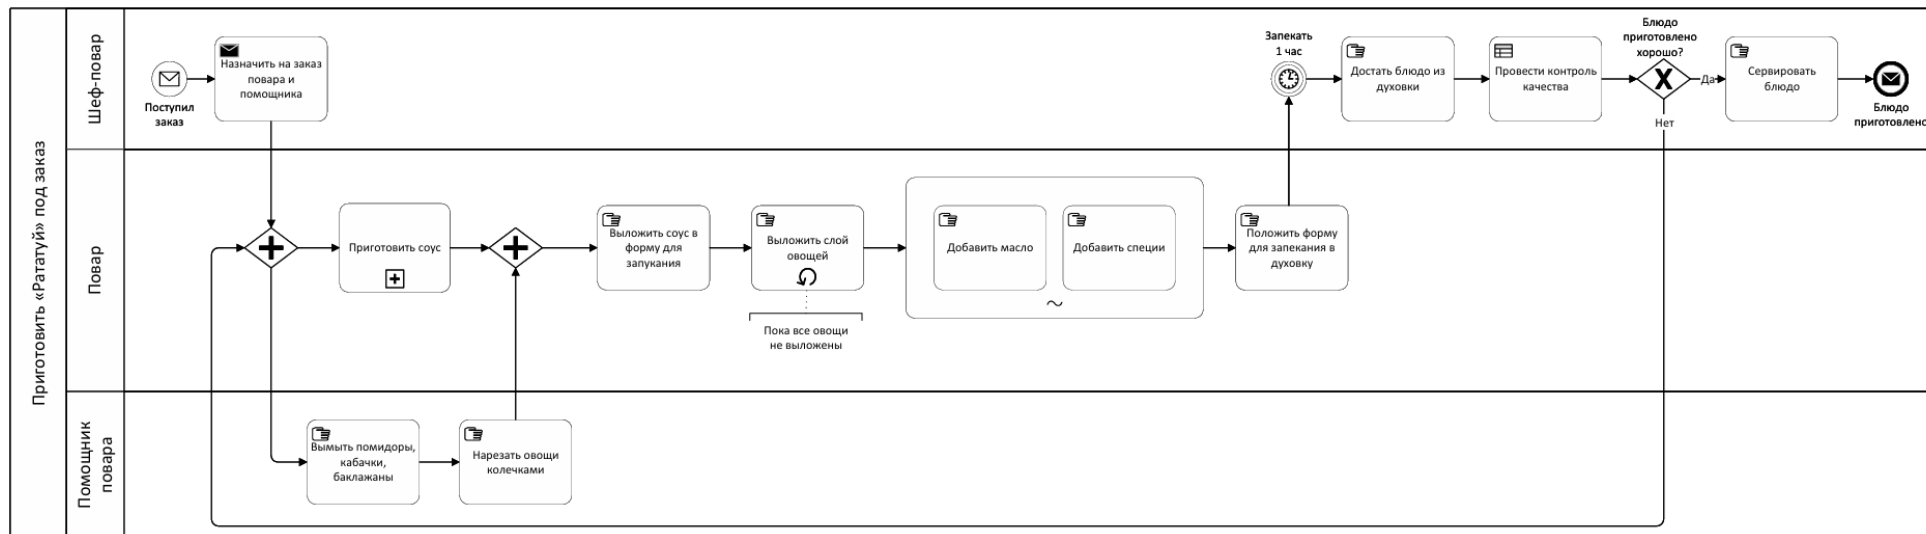 Приготовить «Рататуй» под заказ
Шеф-повар
Поступил
заказ
Назначить на заказ
повара и
помощника
Запекать
1 час
Достать блюдо из
духовки
Провести контроль
качества
Блюдо
приготовлено
хорошо?
Да
Нет
Сервировать
блюдо
Блюдо
приготовлено
Повар
Приготовить соус
Выложить соус в
форму для
запукания
Выложить слой
овощей
Пока все овощи
не выложены
Добавить масло
Добавить специи
Положить форму
для запекания в
духовку
Помощник
повара
Вымыть помидоры,
кабачки,
баклажаны
Нарезать овощи
колечками